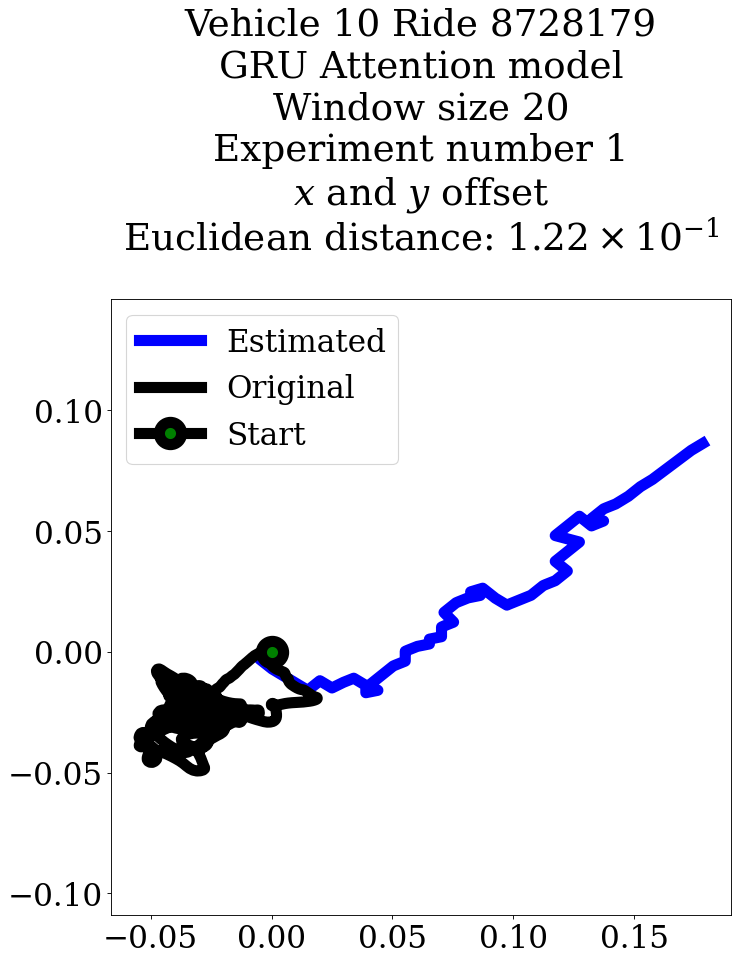 Vehicle 10 Ride 8728179
GRU Attention model
Window size 20
Experiment number 1
x and y offset
Euclidean distance: 1.22 × 10⁻¹
Estimated
Original
Start
0.10
0.05
0.00
−0.05
−0.10
−0.05 0.00 0.05 0.10 0.15